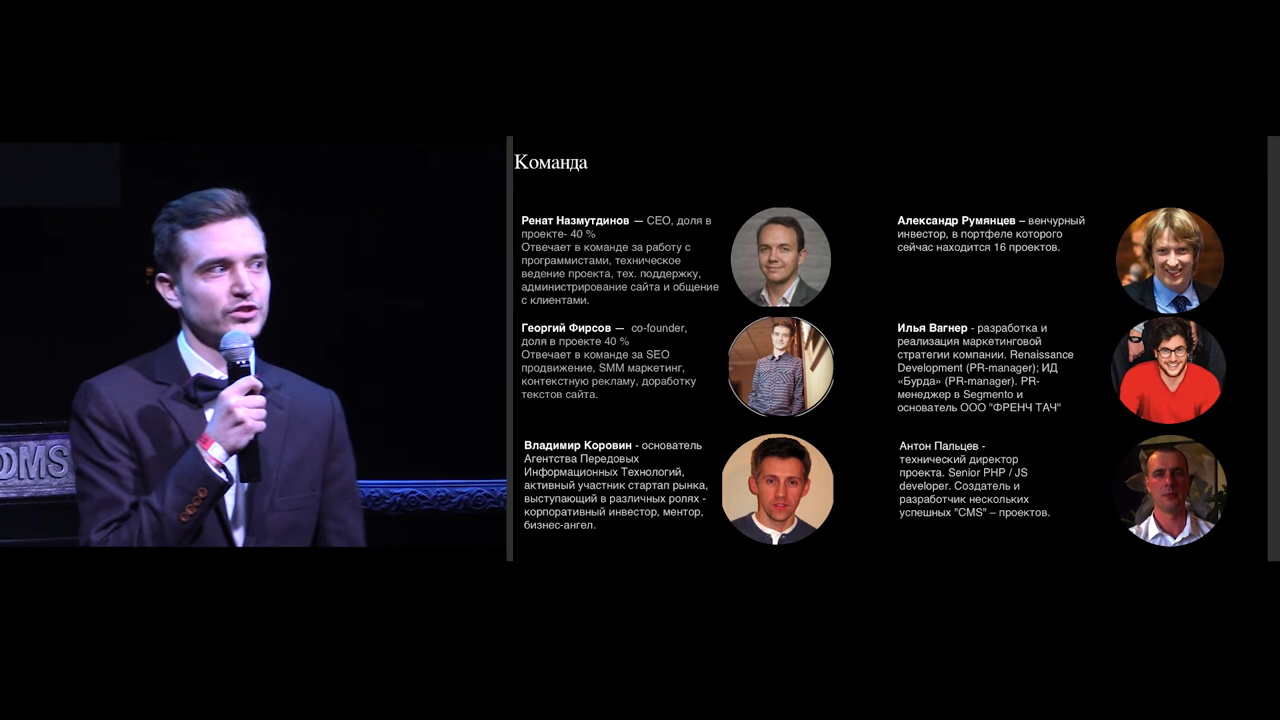 OMS
Команда
Ренат Назмутдинов — CEO, доля в
проекте- 40 %
Отвечает в команде за работу с
программистами, техническое
ведение проекта, тех. поддержку,
администрирование сайта и общение
с клиентами.
Георгий Фирсов — co-founder,
доля в проекте 40 %
Отвечает в команде за SEO
продвижение, SMM маркетинг,
контекстную рекламу, доработку
текстов сайта.
Владимир Коровин - основатель
Агентства Передовых
Информационных Технологий,
активный участник стартап рынка,
выступающий в различных ролях -
корпоративный инвестор, ментор,
бизнес-ангел.
Александр Румянцев – венчурный
инвестор, в портфеле которого
сейчас находится 16 проектов.
Илья Вагнер - разработка и
реализация маркетинговой
стратегии компании. Renaissance
Development (PR-manager); ИД
«Бурда» (PR-manager). PR-
менеджер в Segmento и
основатель ООО "ФРЕНЧ ТАЧ"
Антон Пальцев -
технический директор
проекта. Senior PHP / JS
developer. Создатель и
разработчик нескольких
успешных "CMS" – проектов.